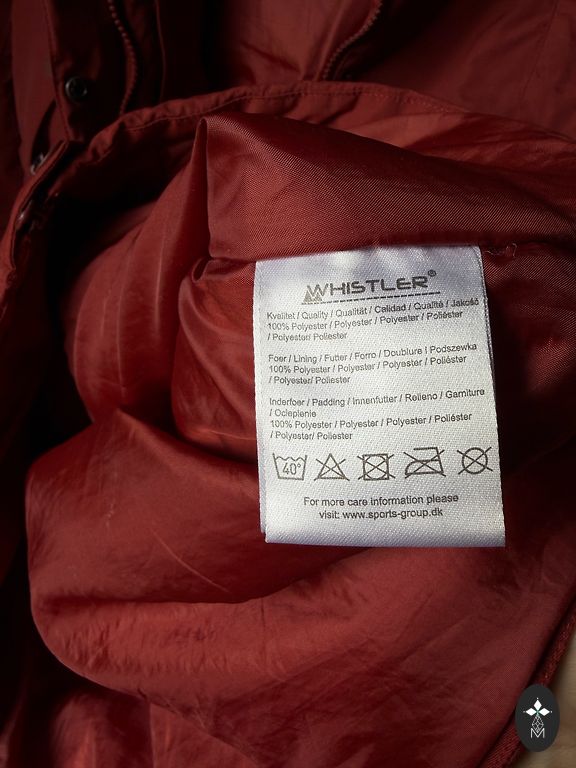 WHISTLER®
Kvalitet / Quality / Qualität / Calidad / Qualité / Jakość
100% Polyester / Polyester / Polyester / Poliéster
/ Polyester/ Poliester
Foer / Lining / Futter / Forro / Doublure / Podszewka
100% Polyester / Polyester / Polyester / Poliéster
/ Polyester/ Poliester
Inderfoer / Padding / Innenfutter / Relleno / Garniture
/ Ocieplenie
100% Polyester / Polyester / Polyester / Poliéster
/ Polyester/ Poliester
40°
For more care information please
visit: www.sports-group.dk
M